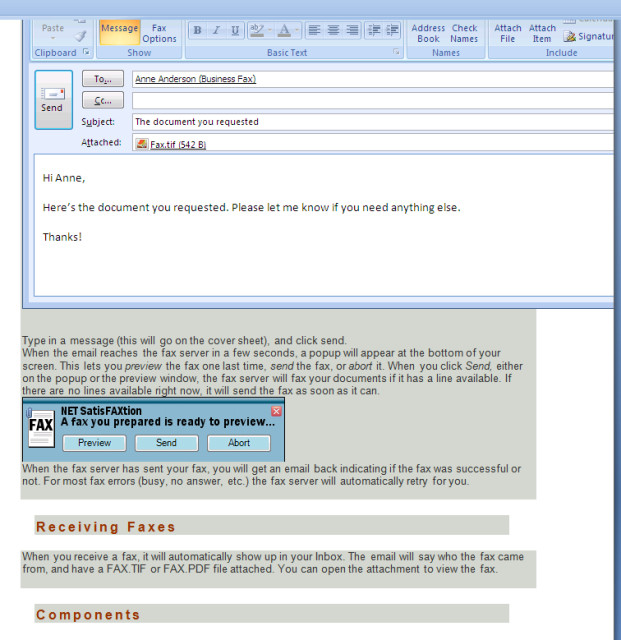 Paste
Message
Fax
Options
B I U ab A
Address
Book
Check
Names
Attach
File
Attach
Item
Clipboard
Show
Basic Text
Names
Include
To...
Anne Anderson (Business Fax)
Send
Cc...
Subject:
The document you requested
Attached:
Fax.tif (542 B)
Hi Anne,
Here's the document you requested. Please let me know if you need anything else.
Thanks!
Type in a message (this will go on the cover sheet), and click send.
When the email reaches the fax server in a few seconds, a popup will appear at the bottom of your
screen. This lets you preview the fax one last time, send the fax, or abort it. When you click Send, either
on the popup or the preview window, the fax server will fax your documents if it has a line available. If
there are no lines available right now, it will send the fax as soon as it can.
NET SatisFAXtion
FAX
A fax you prepared is ready to preview...
Preview Send Abort
When the fax server has sent your fax, you will get an email back indicating if the fax was successful or
not. For most fax errors (busy, no answer, etc.) the fax server will automatically retry for you.
Receiving Faxes
When you receive a fax, it will automatically show up in your Inbox. The email will say who the fax came
from, and have a FAX.TIF or FAX.PDF file attached. You can open the attachment to view the fax.
Components